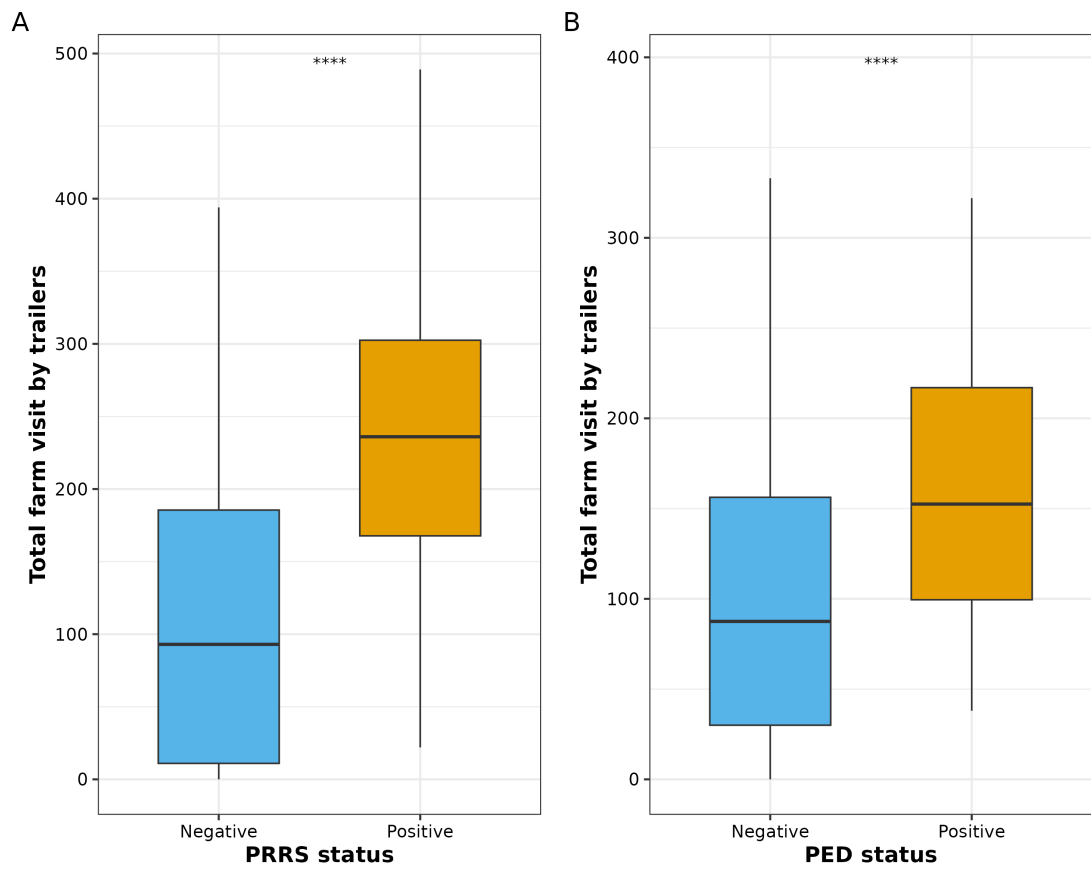 A
Total farm visit by trailers
500
400
300
200
100
0
****
Negative
Positive
PRRS status
B
Total farm visit by trailers
400
300
200
100
0
****
Negative
Positive
PED status